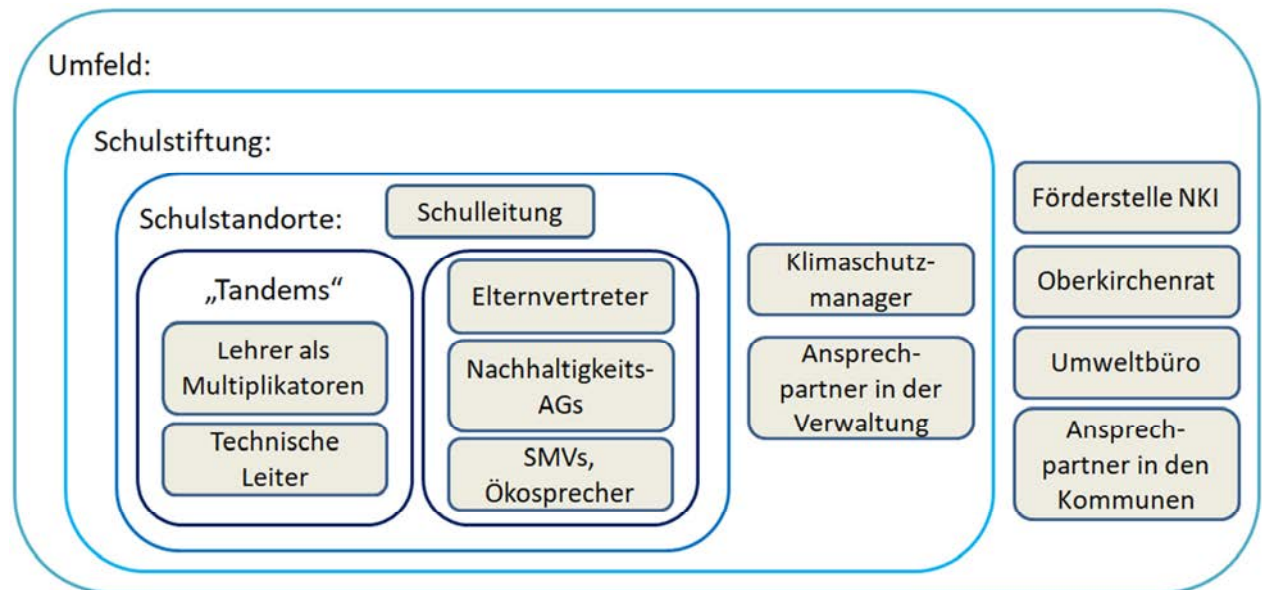 Umfeld:
Schulstiftung:
Schulstandorte:
Schulleitung
„Tandems“
Lehrer als
Multiplikatoren
Technische
Leiter
Elternvertreter
Nachhaltigkeits-
AGs
SMVs,
Ökosprecher
Klimaschutz-
manager
Ansprech-
partner in der
Verwaltung
Förderstelle NKI
Oberkirchenrat
Umweltbüro
Ansprech-
partner in den
Kommunen